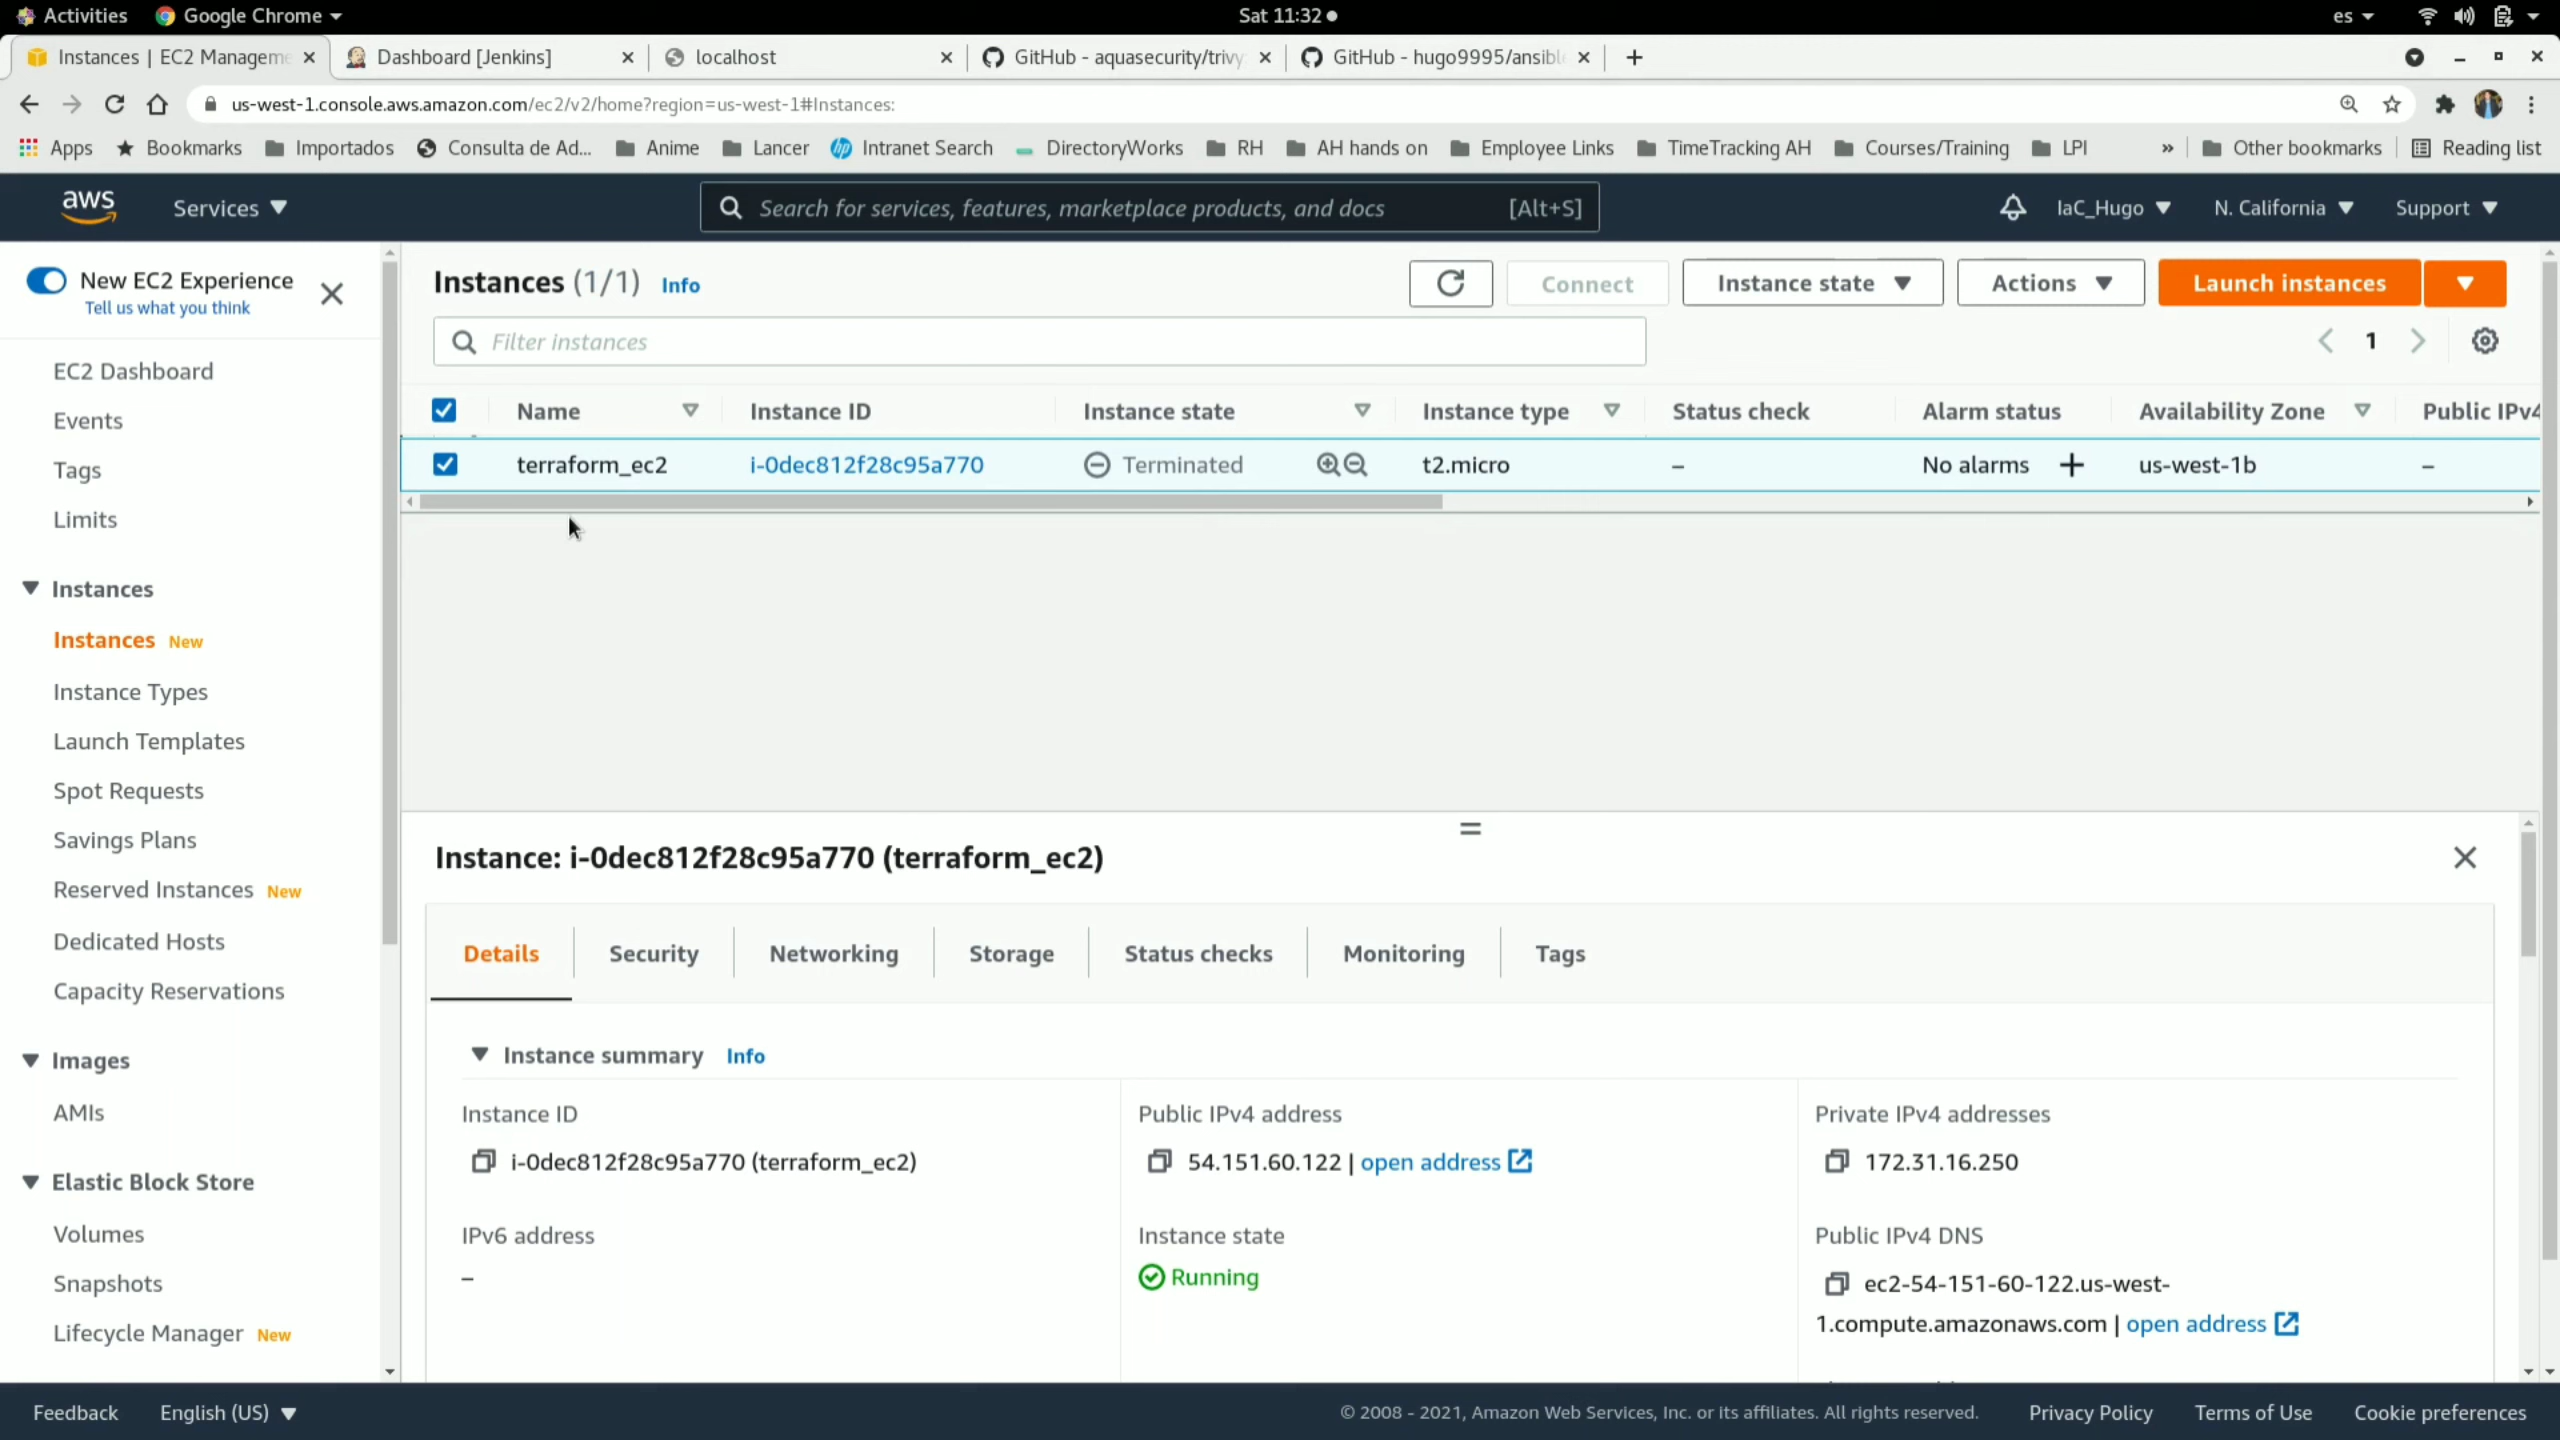 Activities Google Chrome Sat 11:32 es
Instances | EC2 Manageme Dashboard [Jenkins] localhost GitHub - aquasecurity/trivy GitHub - hugo9995/ansible
us-west-1.console.aws.amazon.com/ec2/v2/home?region=us-west-1#Instances:
Apps Bookmarks Importados Consulta de Ad... Anime Lancer hp Intranet Search DirectoryWorks RH AH hands on Employee Links TimeTracking AH Courses/Training LPI » Other bookmarks Reading list
aws Services Search for services, features, marketplace products, and docs [Alt+S] IaC_Hugo N. California Support
New EC2 Experience
Tell us what you think
EC2 Dashboard
Events
Tags
Limits
Instances
Instances New
Instance Types
Launch Templates
Spot Requests
Savings Plans
Reserved Instances New
Dedicated Hosts
Capacity Reservations
Images
AMIs
Elastic Block Store
Volumes
Snapshots
Lifecycle Manager New
Instances (1/1) Info Connect Instance state Actions Launch instances
Filter instances 1
Name Instance ID Instance state Instance type Status check Alarm status Availability Zone Public IPv4
terraform_ec2 i-0dec812f28c95a770 Terminated t2.micro – No alarms + us-west-1b –
Instance: i-0dec812f28c95a770 (terraform_ec2)
Details Security Networking Storage Status checks Monitoring Tags
Instance summary Info
Instance ID
i-0dec812f28c95a770 (terraform_ec2)
IPv6 address
–
Public IPv4 address
54.151.60.122 | open address
Instance state
Running
Private IPv4 addresses
172.31.16.250
Public IPv4 DNS
ec2-54-151-60-122.us-west-
1.compute.amazonaws.com | open address
Feedback English (US) © 2008 - 2021, Amazon Web Services, Inc. or its affiliates. All rights reserved. Privacy Policy Terms of Use Cookie preferences